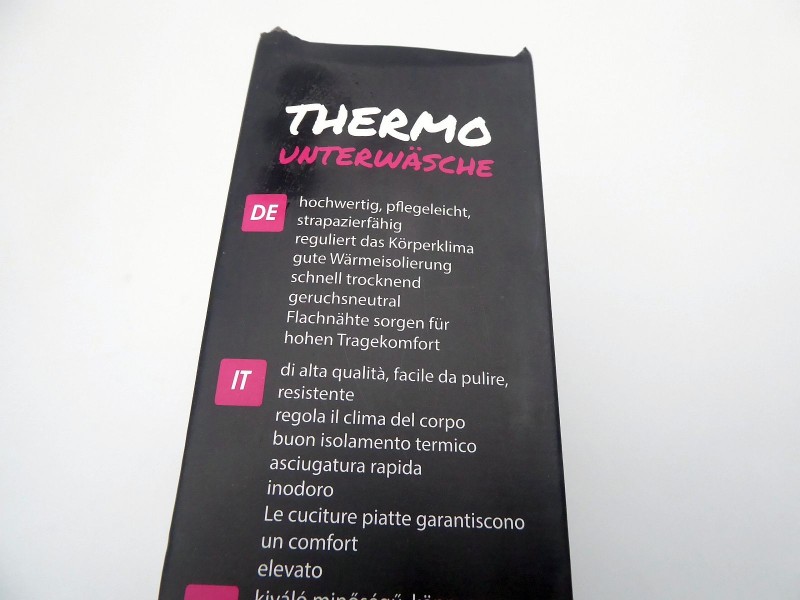 THERMO
UNTERWÄSCHE
DE
hochwertig, pflegeleicht,
strapazierfähig
reguliert das Körperklima
gute Wärmeisolierung
schnell trocknend
geruchsneutral
Flachnähte sorgen für
hohen Tragekomfort
IT
di alta qualità, facile da pulire,
resistente
regola il clima del corpo
buon isolamento termico
asciugatura rapida
inodoro
Le cuciture piatte garantiscono
un comfort
elevato
kiváló minőségű,